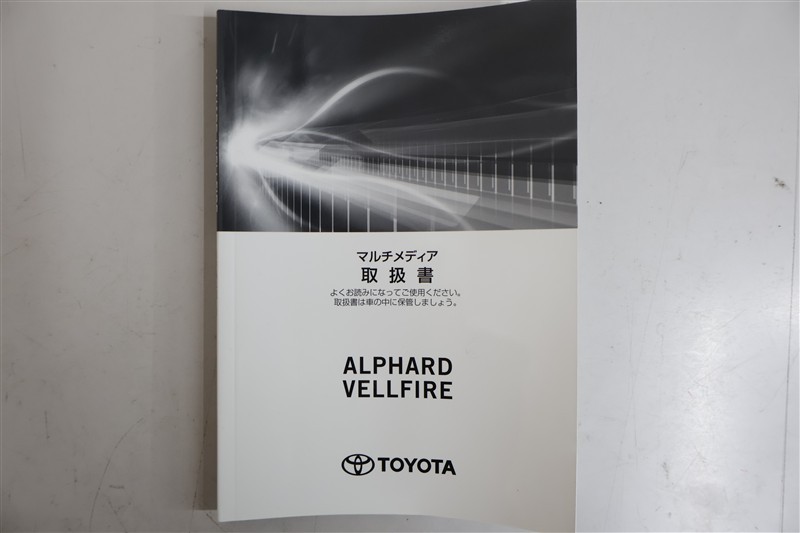 マルチメディア
取扱書
よくお読みになってご使用ください。
取扱書は車の中に保管しましょう。
ALPHARD
VELLFIRE
TOYOTA